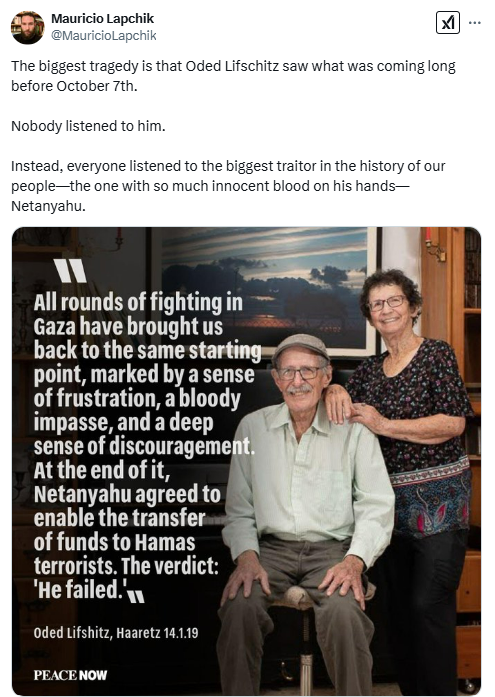 Mauricio Lapchik
@MauricioLapchik
The biggest tragedy is that Oded Lifschitz saw what was coming long
before October 7th.
Nobody listened to him.
Instead, everyone listened to the biggest traitor in the history of our
people—the one with so much innocent blood on his hands—
Netanyahu.
"
All rounds of fighting in
Gaza have brought us
back to the same starting
point, marked by a sense
of frustration, a bloody
impasse, and a deep
sense of discouragement.
At the end of it,
Netanyahu agreed to
enable the transfer
of funds to Hamas
terrorists. The verdict:
'He failed.'"
Oded Lifshitz, Haaretz 14.1.19
PEACE NOW